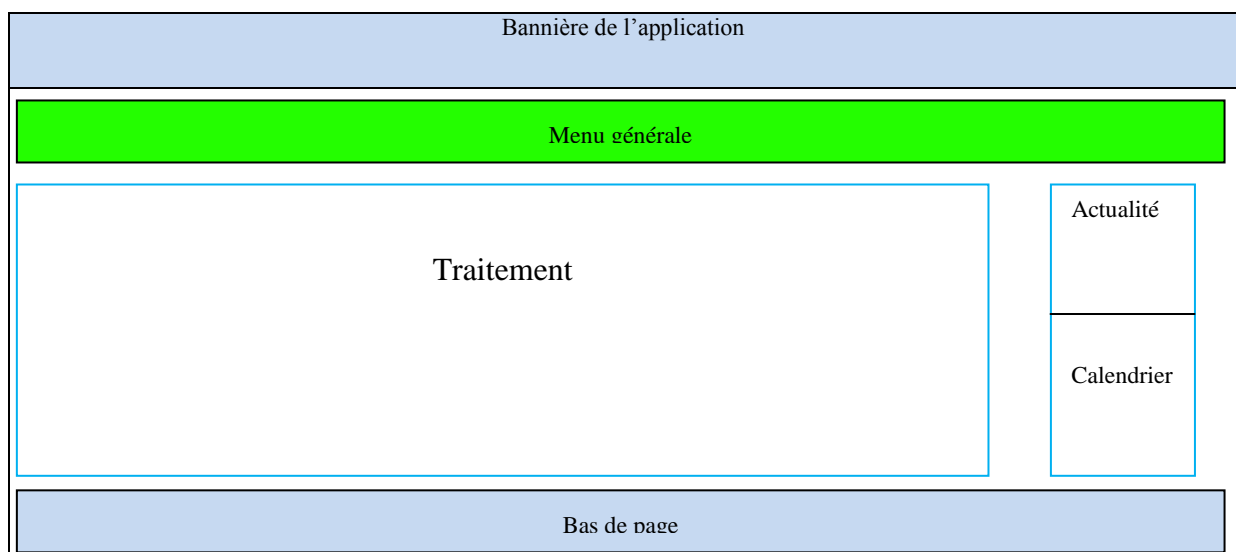 Bannière de l’application
Menu générale
Traitement
Actualité
Calendrier
Bas de page